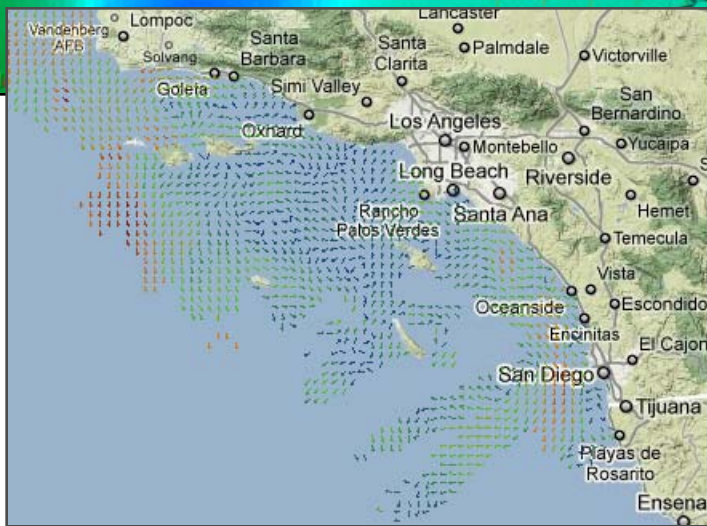 Lancaster
Lompoc
Vandenberg
AFB
Solvang
Santa
Barbara
Santa
Clarita
Palmdale
Victorville
Goleta
Simi Valley
San
Bernardino
Oxnard
Los Angeles
Montebello
Yucaipa
Long Beach
Riverside
Rancho
Palos Verdes
Santa Ana
Hemet
Temecula
Vista
Oceanside
Escondido
Encinitas
El Cajon
San Diego
Tijuana
Playas de
Rosarito
Ensena